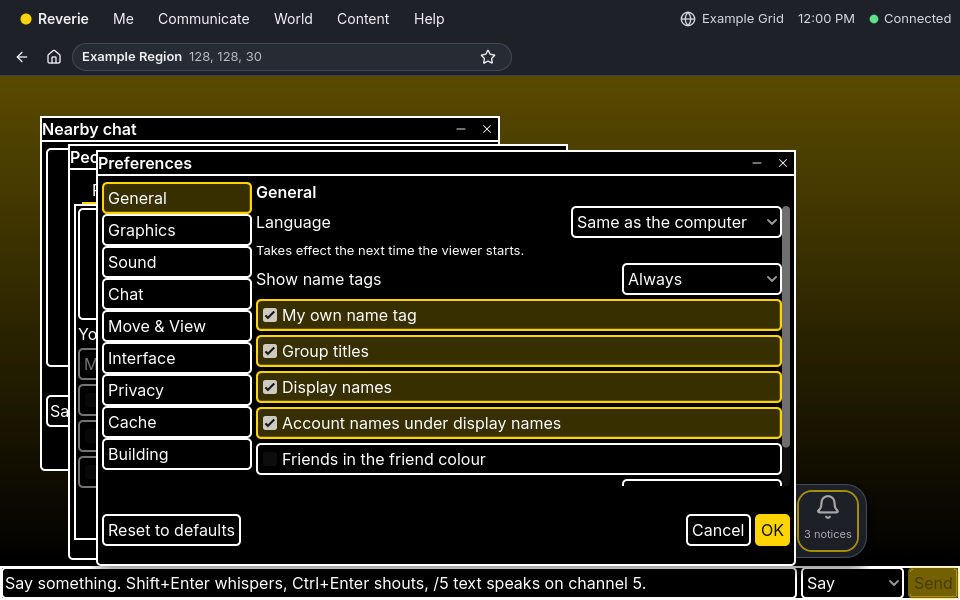 Reverie Me Communicate World Content Help Example Grid 12:00 PM Connected
Example Region 128, 128, 30
Nearby chat
Preferences
General
Graphics
Sound
Chat
Move & View
Interface
Privacy
Cache
Building
General
Language Same as the computer
Takes effect the next time the viewer starts.
Show name tags Always
My own name tag
Group titles
Display names
Account names under display names
Friends in the friend colour
Reset to defaults Cancel OK
3 notices
Say something. Shift+Enter whispers, Ctrl+Enter shouts, /5 text speaks on channel 5. Say Send